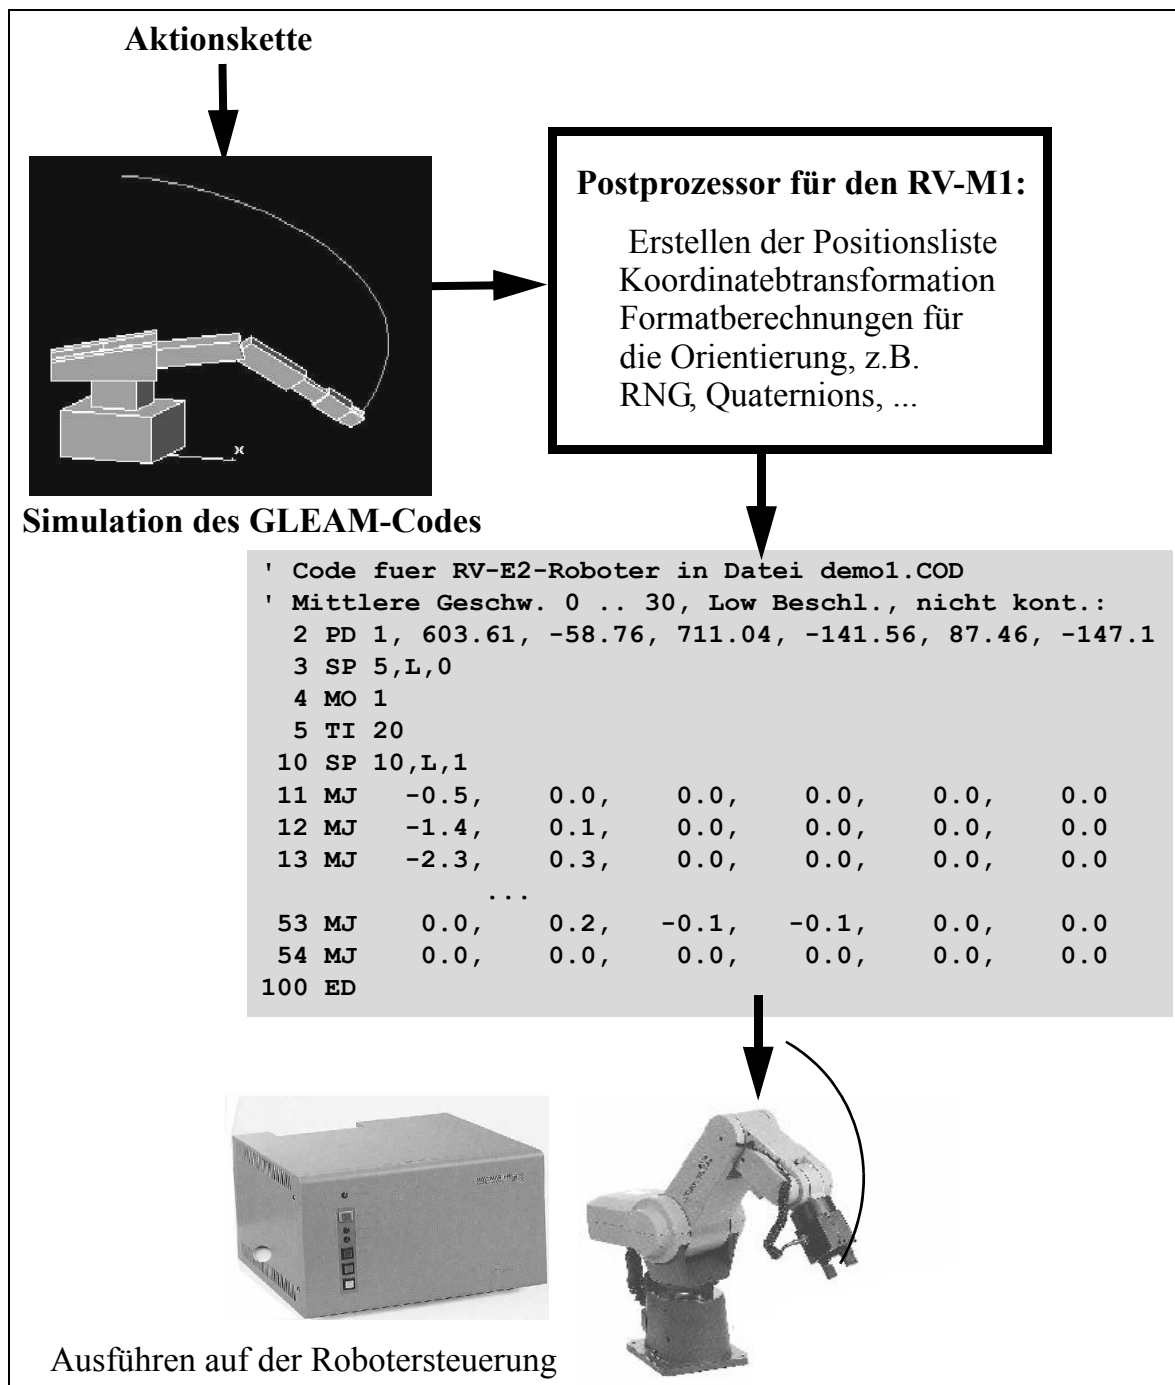 Aktionskette
Postprozessor für den RV-M1:
Erstellen der Positionsliste
Koordinatebtransformation
Formatberechnungen für
die Orientierung, z.B.
RNG, Quaternions, ...
x
Simulation des GLEAM-Codes
' Code fuer RV-E2-Roboter in Datei demo1.COD
' Mittlere Geschw. 0 .. 30, Low Beschl., nicht kont.:
2 PD 1, 603.61, -58.76, 711.04, -141.56, 87.46, -147.1
3 SP 5,L,0
4 MO 1
5 TI 20
10 SP 10,L,1
11 MJ -0.5, 0.0, 0.0, 0.0, 0.0, 0.0
12 MJ -1.4, 0.1, 0.0, 0.0, 0.0, 0.0
13 MJ -2.3, 0.3, 0.0, 0.0, 0.0, 0.0
...
53 MJ 0.0, 0.2, -0.1, -0.1, 0.0, 0.0
54 MJ 0.0, 0.0, 0.0, 0.0, 0.0, 0.0
100 ED
Ausführen auf der Robotersteuerung